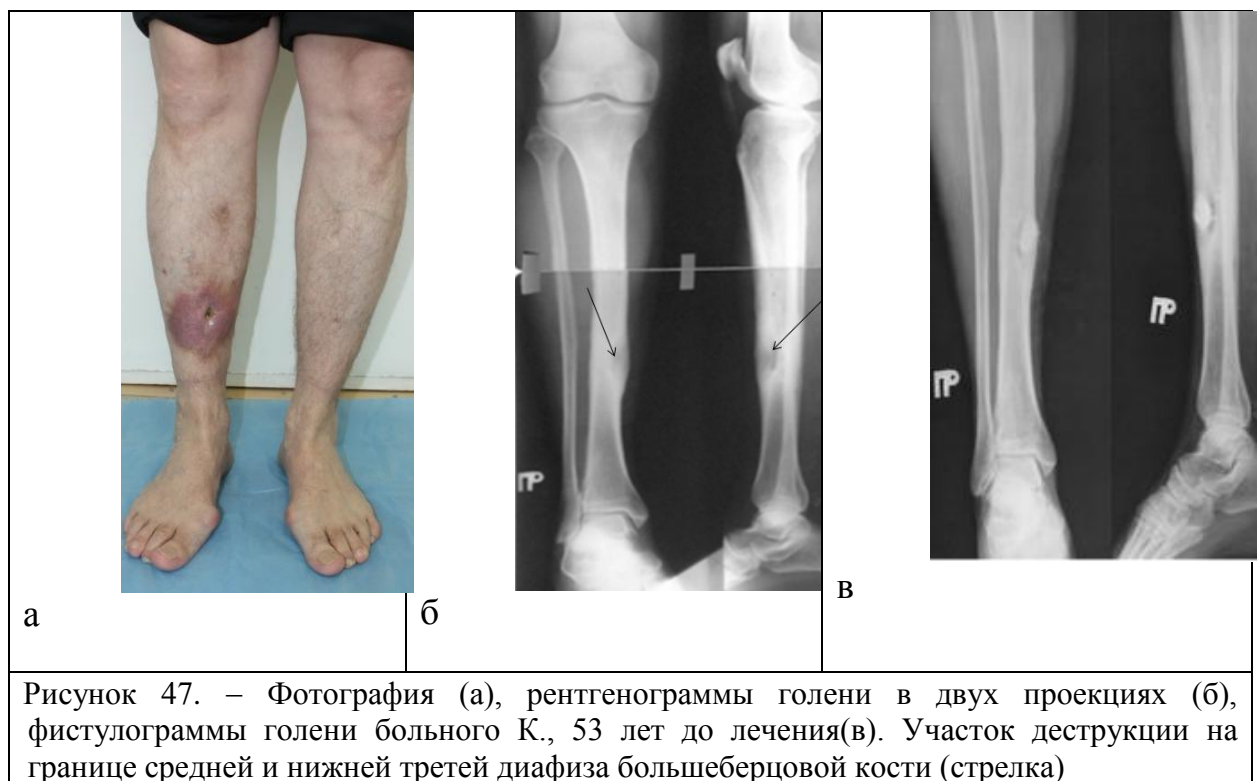 ПР
ПР
ПР
а
б
в
Рисунок 47. – Фотография (а), рентгенограммы голени в двух проекциях (б),
фистулограммы голени больного К., 53 лет до лечения(в). Участок деструкции на
границе средней и нижней третей диафиза большеберцовой кости (стрелка)